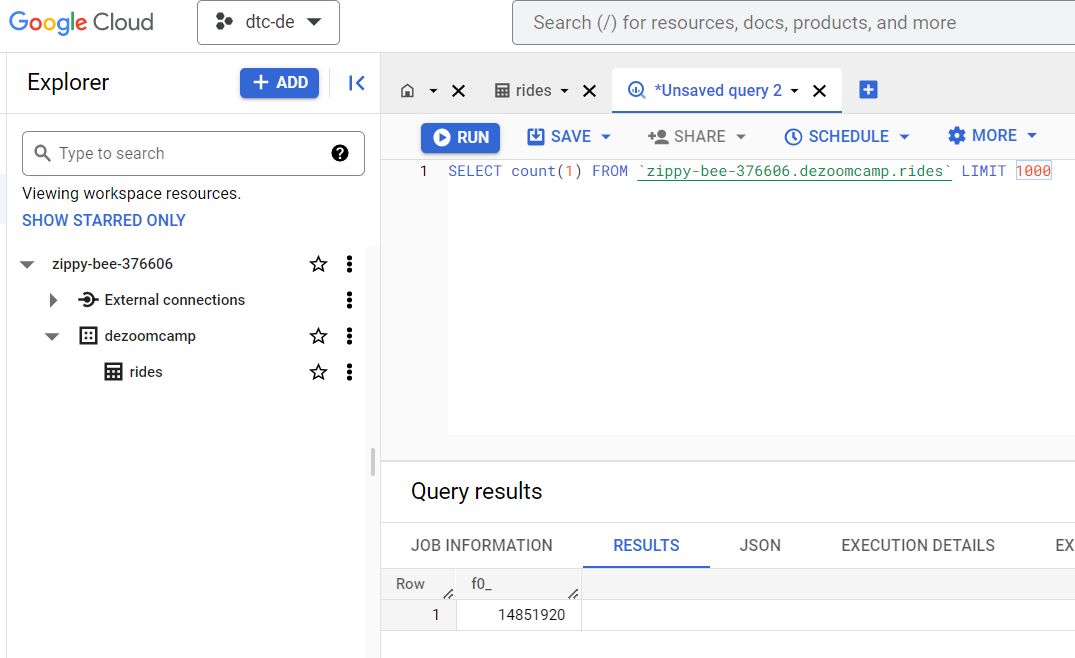 Google Cloud
dtc-de
Search (/) for resources, docs, products, and more
Explorer
+ ADD
Type to search
Viewing workspace resources.
SHOW STARRED ONLY
zippy-bee-376606
External connections
dezoomcamp
rides
rides
*Unsaved query 2
RUN
SAVE
SHARE
SCHEDULE
MORE
1 SELECT count(1) FROM `zippy-bee-376606.dezoomcamp.rides` LIMIT 1000
Query results
JOB INFORMATION
RESULTS
JSON
EXECUTION DETAILS
EX
Row f0_
1 14851920